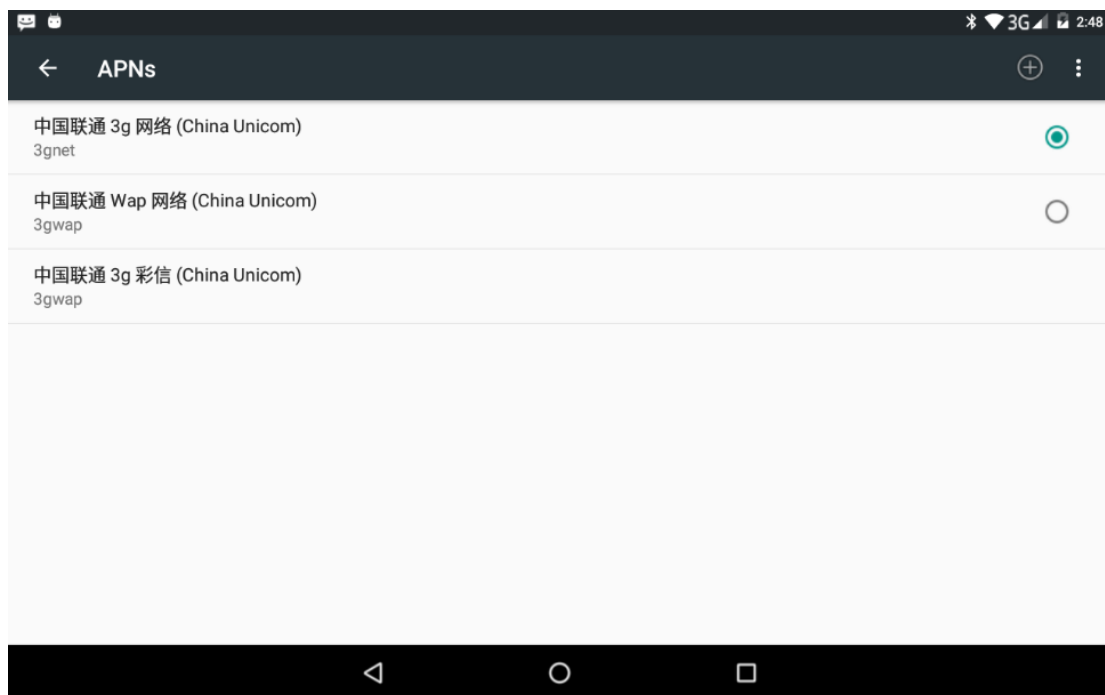 3G 2:48
APNs
中国联通 3g 网络 (China Unicom)
3gnet
中国联通 Wap 网络 (China Unicom)
3gwap
中国联通 3g 彩信 (China Unicom)
3gwap